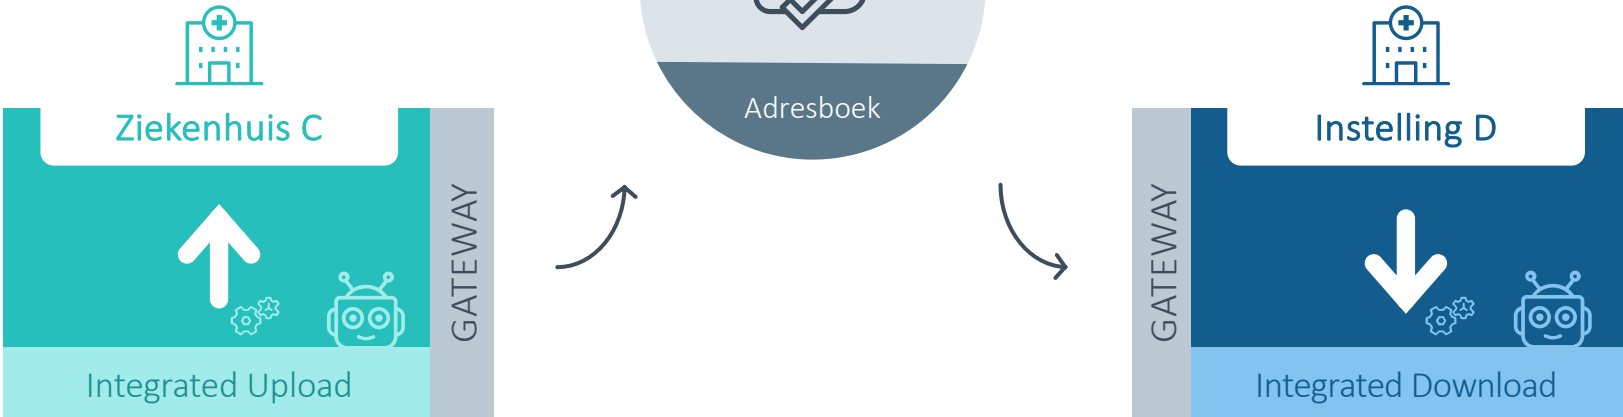 Adresboek
Ziekenhuis C
GATEWAY
Integrated Upload
Instelling D
GATEWAY
Integrated Download